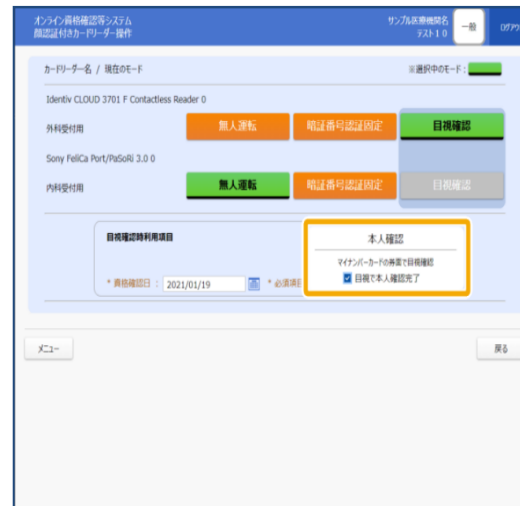 オンライン資格確認等システム
顔認証付きカードリーダー操作
サンプル医療機関名
テスト10
一般
ログアウ
カードリーダー名 / 現在のモード
※選択中のモード：
Identiv CLOUD 3701 F Contactless Reader 0
外科受付用
無人運転
暗証番号認証固定
目視確認
Sony FeliCa Port/PaSoRi 3.0 0
内科受付用
無人運転
暗証番号認証固定
目視確認
目視確認時利用項目
本人確認
マイナンバーカードの券面で目視確認
目視で本人確認完了
* 資格確認日 : 2021/01/19
* 必須項目
メニュー
戻る